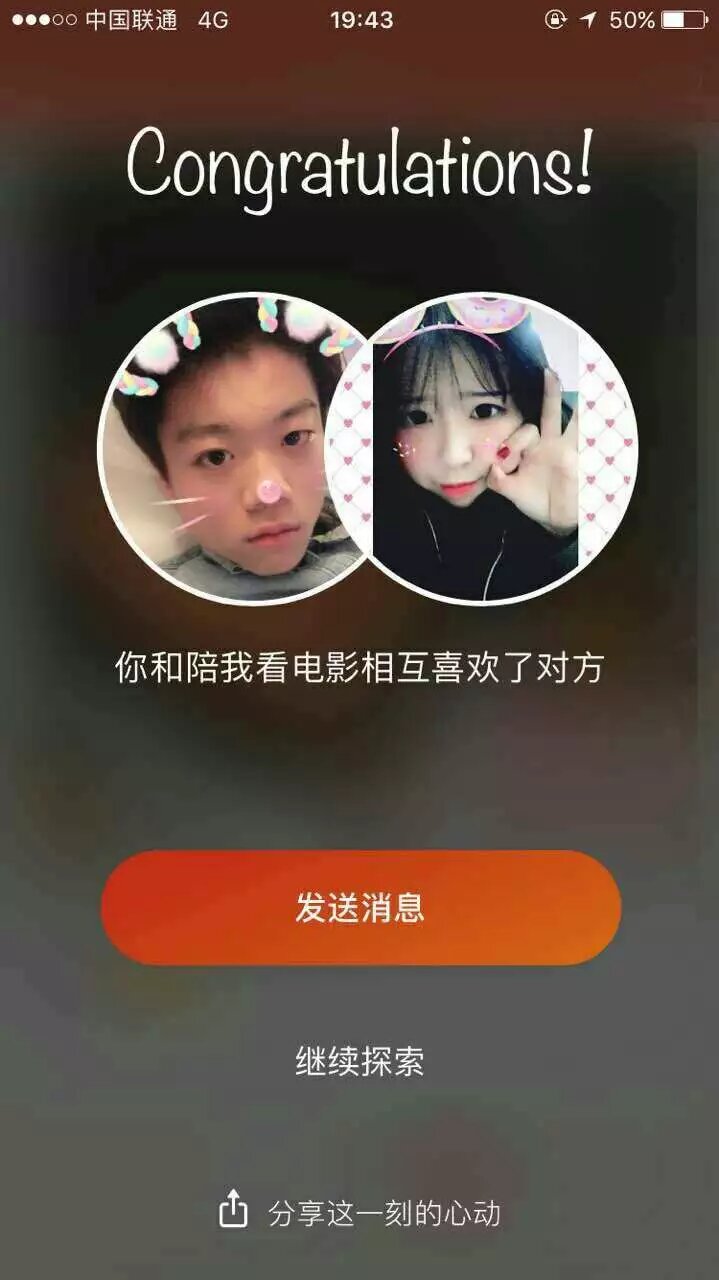 中国联通 4G 19:43 50%
Congratulations!
你和陪我看电影相互喜欢了对方
发送消息
继续探索
分享这一刻的心动